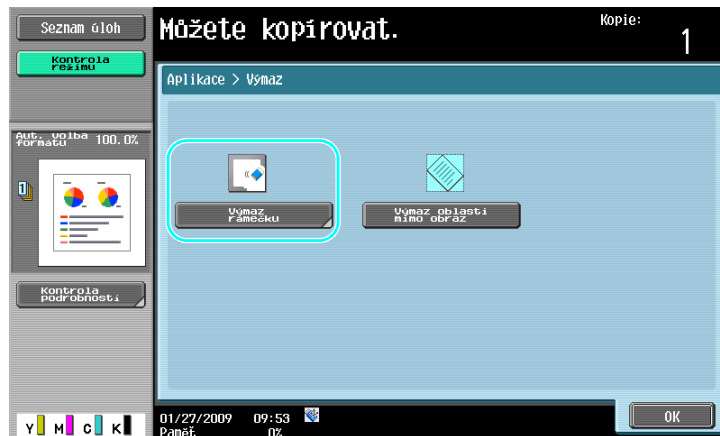 Seznam úloh
Můžete kopírovat.
Kopie:
1
Kontrola
režimu
Aplikace > Výmaz
Aut. volba
formátu 100.0%
1
Výmaz
rámečku
Výmaz oblasti
mimo obraz
Kontrola
podrobností
01/27/2009 09:53
Paměť 0%
OK
Y M C K